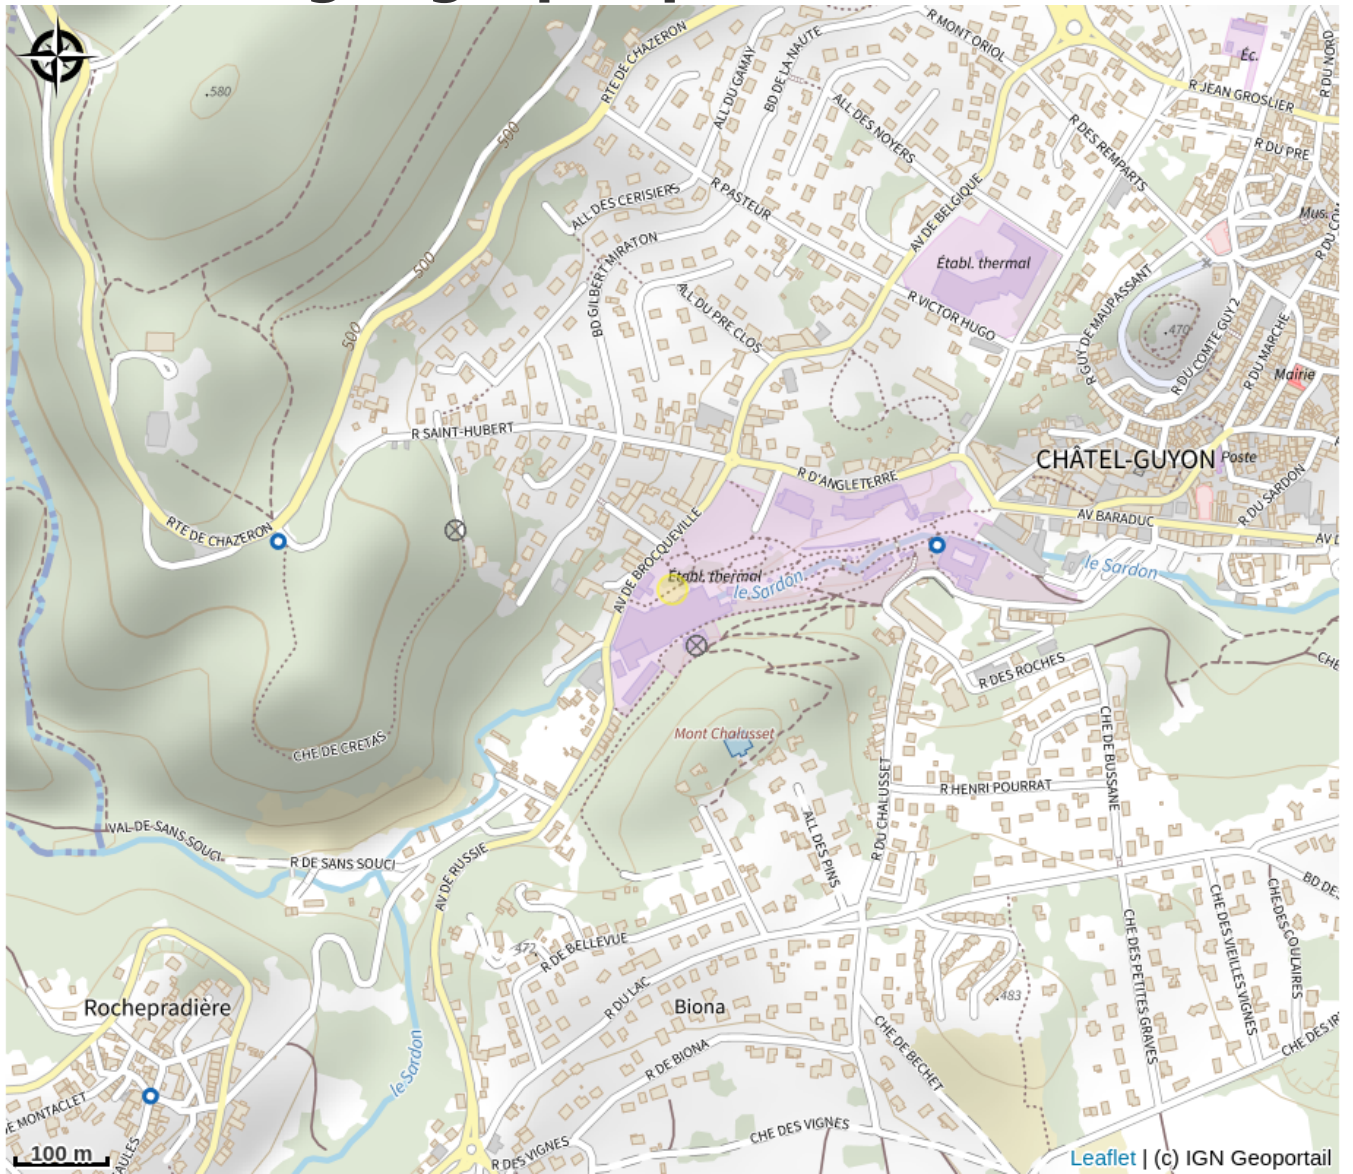 580
RTE DE CHAZERON
ALL DU GAMAY
BD DE LA NAUTE
R MONT ORIOL
Éc.
R DU NORD
R JEAN GROSLIER
ALL DES NOYERS
R DES REMPARTS
R DU PRE
500
ALL DES CERISIERS
R PASTEUR
AV DE BELGIQUE
Mus.
500
BD GILBERT MIRATON
Établ. thermal
ALL DU PRE CLOS
R VICTOR HUGO
R GUY DE MAUPASSANT
470
R DU COMTE GUY 2
R DU MARCHE
500
Mairie
R SAINT-HUBERT
CHÂTEL-GUYON
Poste
R D'ANGLETERRE
R DU SARDON
AV BARADUC
RTE DE CHAZERON
AV DE BROCQUEVILLE
Établ. thermal
le Sardon
le Sardon
R DES ROCHES
CHE DE CRETAS
Mont Chalusset
CHE DE BUSSANE
R DU CHALUSSET
R HENRI POURRAT
VAL DE SANS SOUCI
R DE SANS SOUCI
AV DE RUSSIE
ALL DES PINS
CHE DES PETITES GRAVES
CHE DES VIEILLES VIGNES
CHE DES COULAIRES
472
R DE BELLEVUE
R DU LAC
483
Rochepradière
Biona
R DE BIONA
CHE DE BECHET
le Sardon
CHE DES VIGNES
R DES VIGNES
100 m
Leaflet | (c) IGN Geoportail